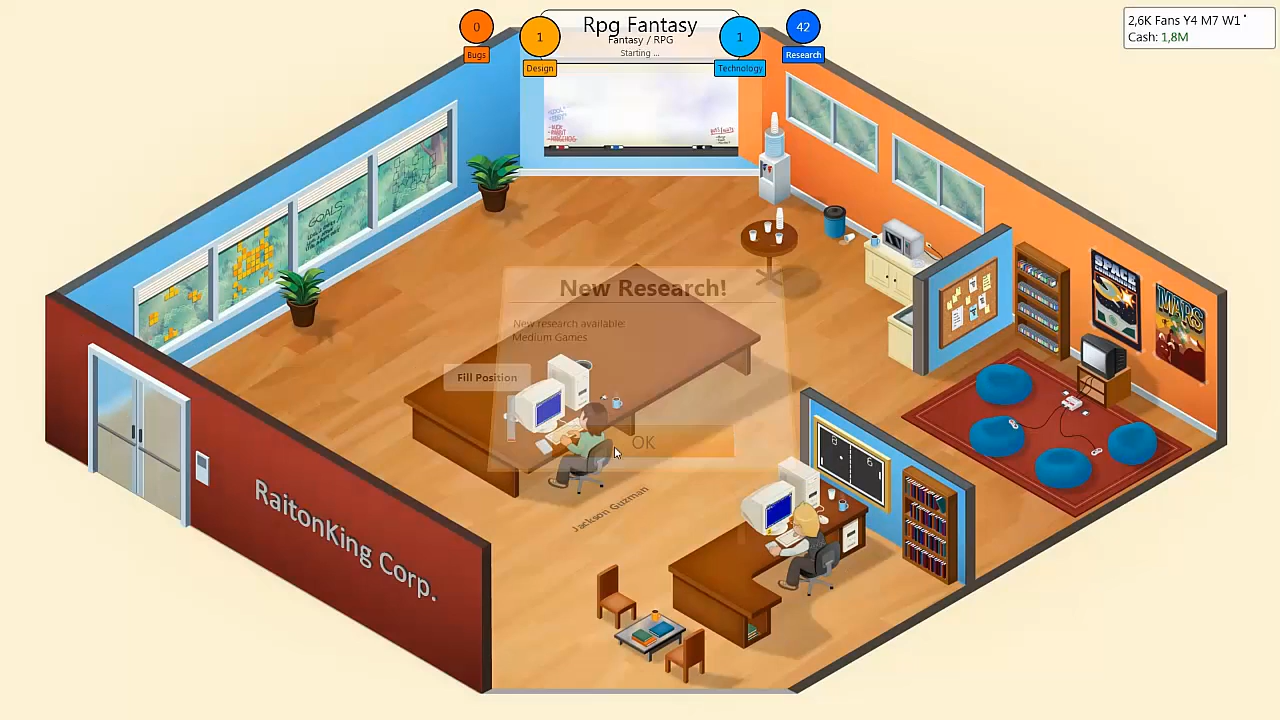 0
Bugs
1
Design
Rpg Fantasy
Fantasy / RPG
Starting ...
1
Technology
42
Research
2,6K Fans Y4 M7 W1
Cash: 1,8M
GOALS:
SPACE
MARS
New Research!
New research available:
Medium Games
Fill Position
OK
Jackson Guzman
RaitonKing Corp.